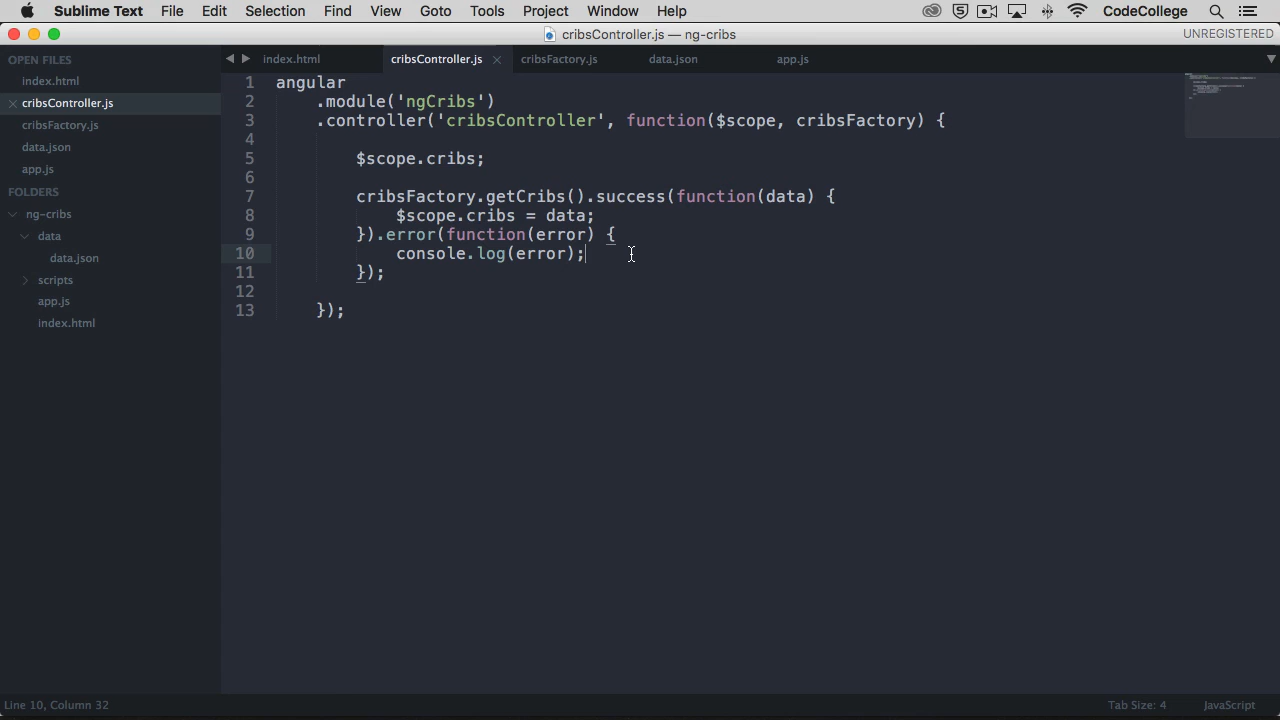 Sublime Text File Edit Selection Find View Goto Tools Project Window Help CodeCollege
cribsController.js — ng-cribs UNREGISTERED
OPEN FILES
index.html
cribsController.js
cribsFactory.js
data.json
app.js
FOLDERS
ng-cribs
data
data.json
scripts
app.js
index.html
index.html cribsController.js cribsFactory.js data.json app.js
1 angular
2 .module('ngCribs')
3 .controller('cribsController', function($scope, cribsFactory) {
4
5 $scope.cribs;
6
7 cribsFactory.getCribs().success(function(data) {
8 $scope.cribs = data;
9 }).error(function(error) {
10 console.log(error);
11 });
12
13 });
Line 10, Column 32 Tab Size: 4 JavaScript